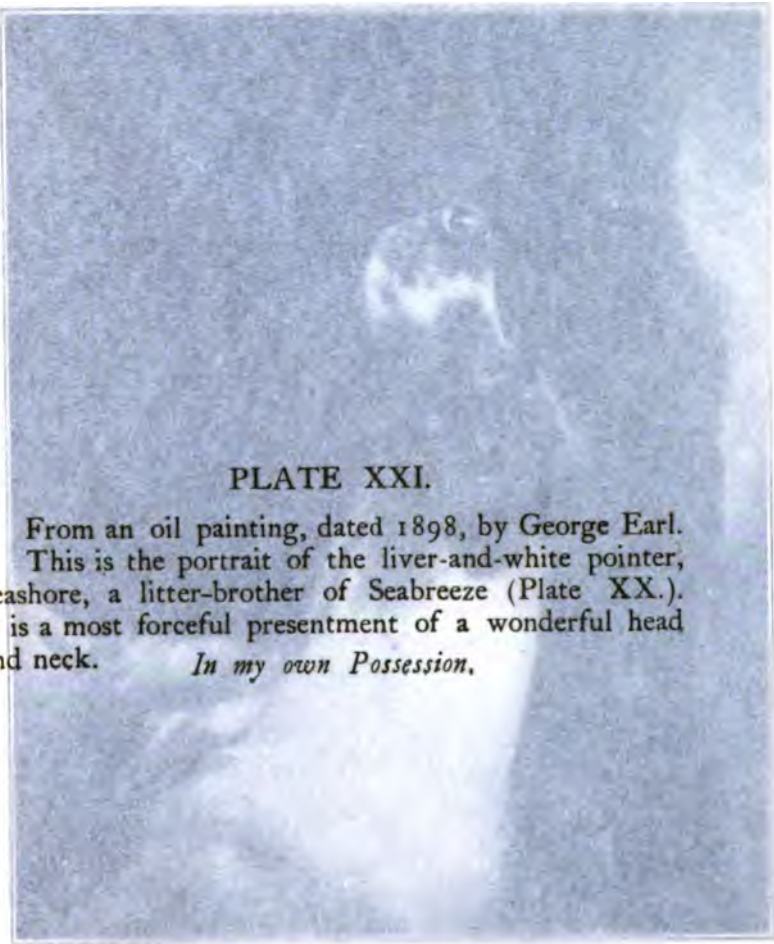 PLATE XXI.
From an oil painting, dated 1898, by George Earl.
This is the portrait of the liver-and-white pointer,
eashore, a litter-brother of Seabreeze (Plate XX.).
is a most forceful presentment of a wonderful head
nd neck. In my own Possession.